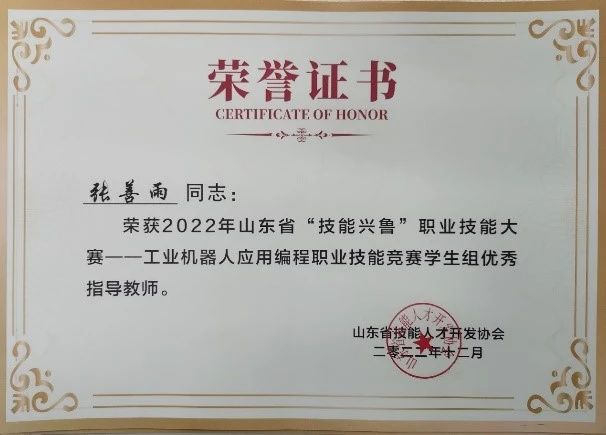 荣誉证书
CERTIFICATE OF HONOR
张善雨 同志：
荣获2022年山东省“技能兴鲁”职业技能大
赛——工业机器人应用编程职业技能竞赛学生组优秀
指导教师。
山东省技能人才开发协会
二零二二年十二月